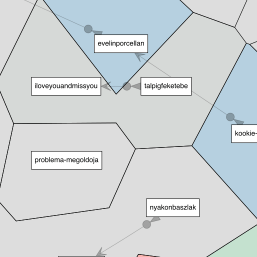 evelinporcellan
iloveyouandmissyou
talpigfeketebe
kookie-
problema-megoldoja
nyakonbaszlak